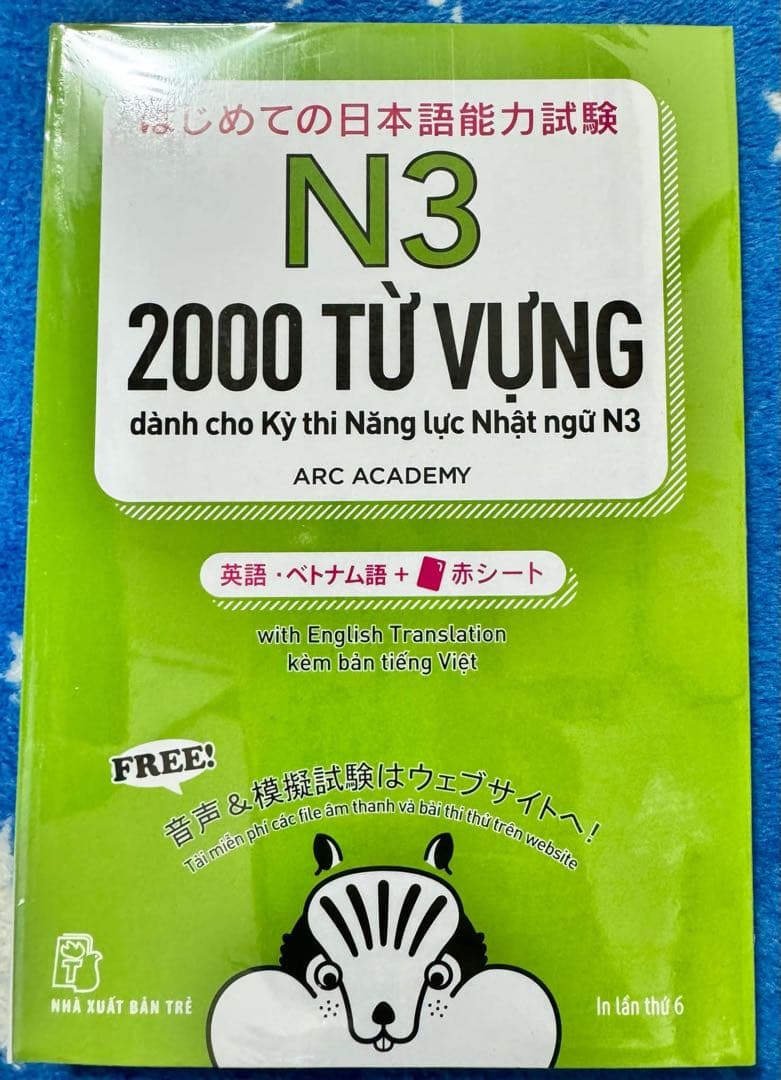 はじめての日本語能力試験
N3
2000 TỪ VỰNG
dành cho Kỳ thi Năng lực Nhật ngữ N3
ARC ACADEMY
英語・ベトナム語 + 赤シート
with English Translation
kèm bản tiếng Việt
FREE!
音声&模擬試験はウェブサイトへ!
Tải miễn phí các file âm thanh và bài thi thử trên website
T
NHÀ XUẤT BẢN TRẺ
In lần thứ 6